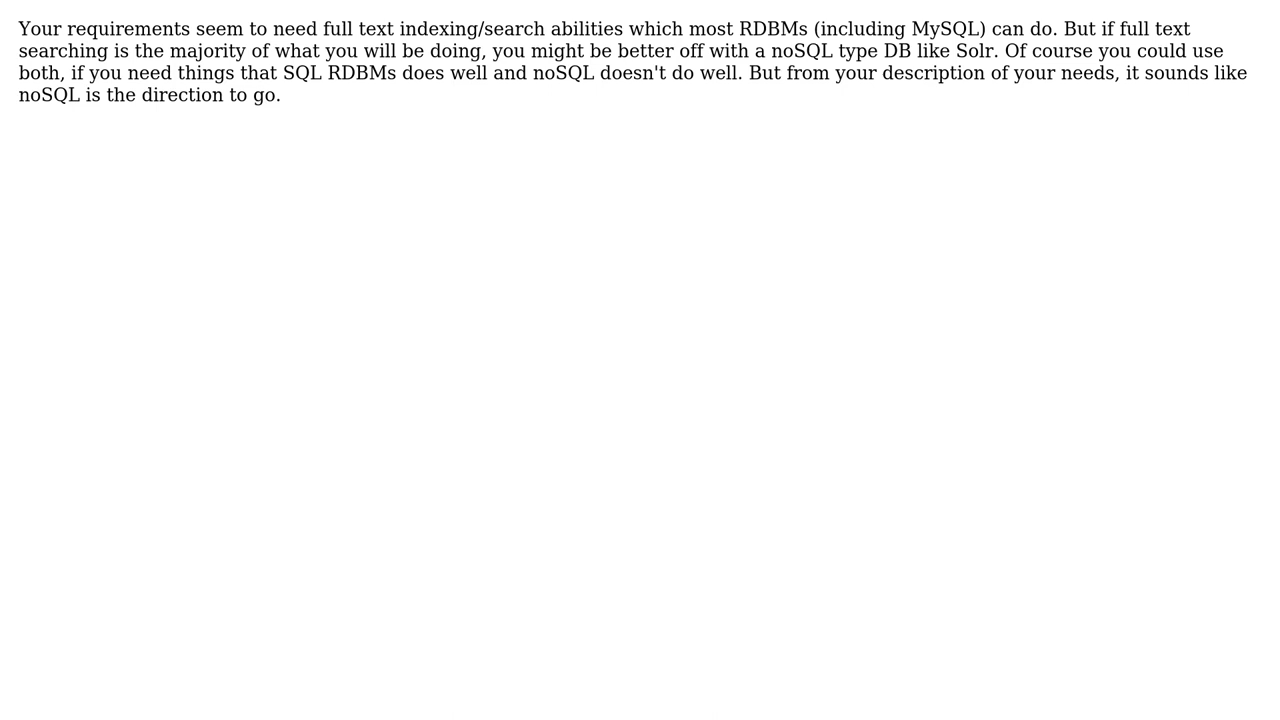 Your requirements seem to need full text indexing/search abilities which most RDBMs (including MySQL) can do. But if full text
searching is the majority of what you will be doing, you might be better off with a noSQL type DB like Solr. Of course you could use
both, if you need things that SQL RDBMs does well and noSQL doesn't do well. But from your description of your needs, it sounds like
noSQL is the direction to go.